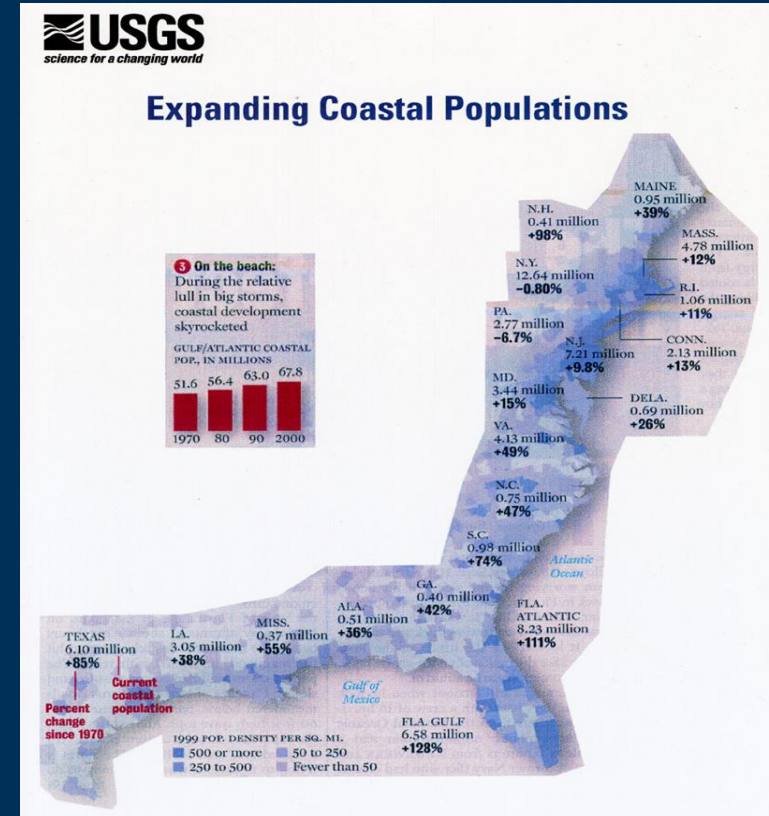 USGS
science for a changing world
Expanding Coastal Populations
3 On the beach:
During the relative
lull in big storms,
coastal development
skyrocketed
GULF/ATLANTIC COASTAL
POP., IN MILLIONS
51.6 56.4 63.0 67.8
1970 80 90 2000
MAINE
0.95 million
+39%
N.H.
0.41 million
+98%
MASS.
4.78 million
+12%
N.Y.
12.64 million
-0.80%
R.I.
1.06 million
+11%
PA.
2.77 million
-6.7%
N.J.
7.21 million
+9.8%
CONN.
2.13 million
+13%
MD.
3.44 million
+15%
DELA.
0.69 million
+26%
VA.
4.13 million
+49%
N.C.
0.75 million
+47%
S.C.
0.98 million
+74%
Atlantic
Ocean
GA.
0.40 million
+42%
FLA.
ATLANTIC
8.23 million
+111%
ALA.
0.51 million
+36%
MISS.
0.37 million
+55%
LA.
3.05 million
+38%
TEXAS
6.10 million
+85%
Current
coastal
population
Percent
change
since 1970
Gulf of
Mexico
FLA. GULF
6.58 million
+128%
1999 POP. DENSITY PER SQ. MI.
500 or more
50 to 250
250 to 500
Fewer than 50